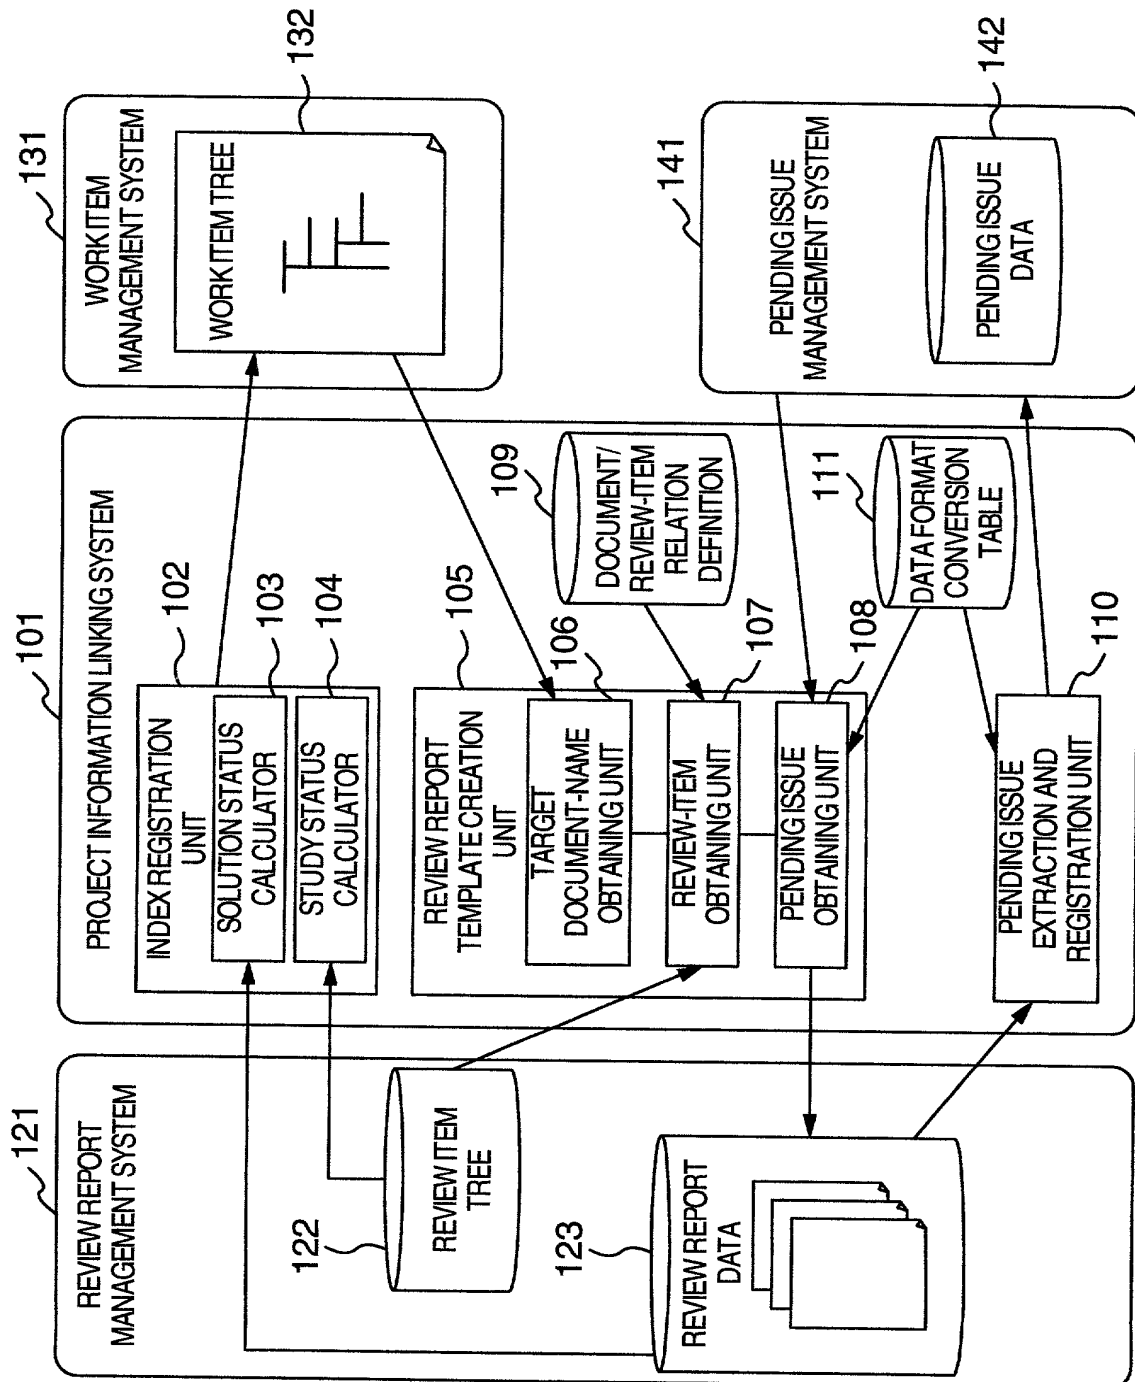 121
REVIEW REPORT
MANAGEMENT SYSTEM
122
REVIEW ITEM
TREE
123
REVIEW REPORT
DATA
101
PROJECT INFORMATION LINKING SYSTEM
INDEX REGISTRATION
UNIT
102
SOLUTION STATUS
CALCULATOR
103
STUDY STATUS
CALCULATOR
104
REVIEW REPORT
TEMPLATE CREATION
UNIT
105
TARGET
DOCUMENT-NAME
OBTAINING UNIT
106
REVIEW-ITEM
OBTAINING UNIT
107
PENDING ISSUE
OBTAINING UNIT
108
109
DOCUMENT/
REVIEW-ITEM
RELATION
DEFINITION
111
DATA FORMAT
CONVERSION
TABLE
PENDING ISSUE
EXTRACTION AND
REGISTRATION UNIT
110
131
WORK ITEM
MANAGEMENT SYSTEM
132
WORK ITEM TREE
141
PENDING ISSUE
MANAGEMENT SYSTEM
142
PENDING ISSUE
DATA